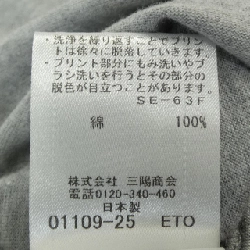 ・洗浄を繰り返すことでプリン
トは徐々に脱落していきます。
・プリント部分にもみ洗いやブ
ラシ洗いを行うとその部分の
脱色が目立つことがあります。
SE-63F
綿 100%
株式会社 三陽商会
電話0120-340-460
日本製
01109-25 ETO